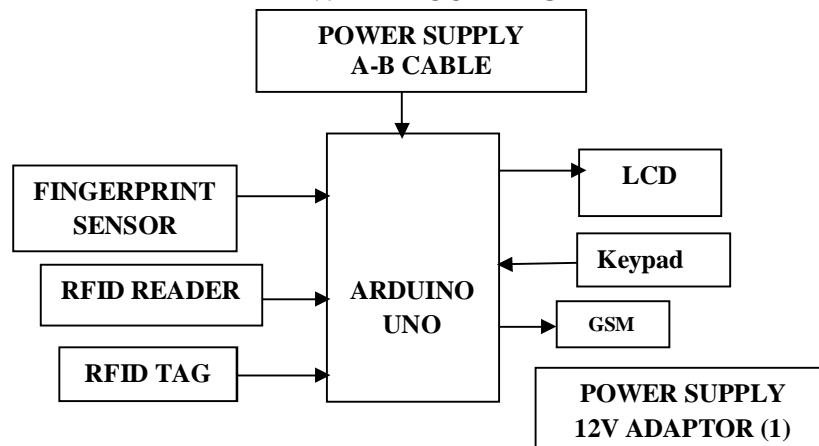 POWER SUPPLY
A-B CABLE
FINGERPRINT
SENSOR
RFID READER
RFID TAG
ARDUINO
UNO
LCD
Keypad
GSM
POWER SUPPLY
12V ADAPTOR (1)